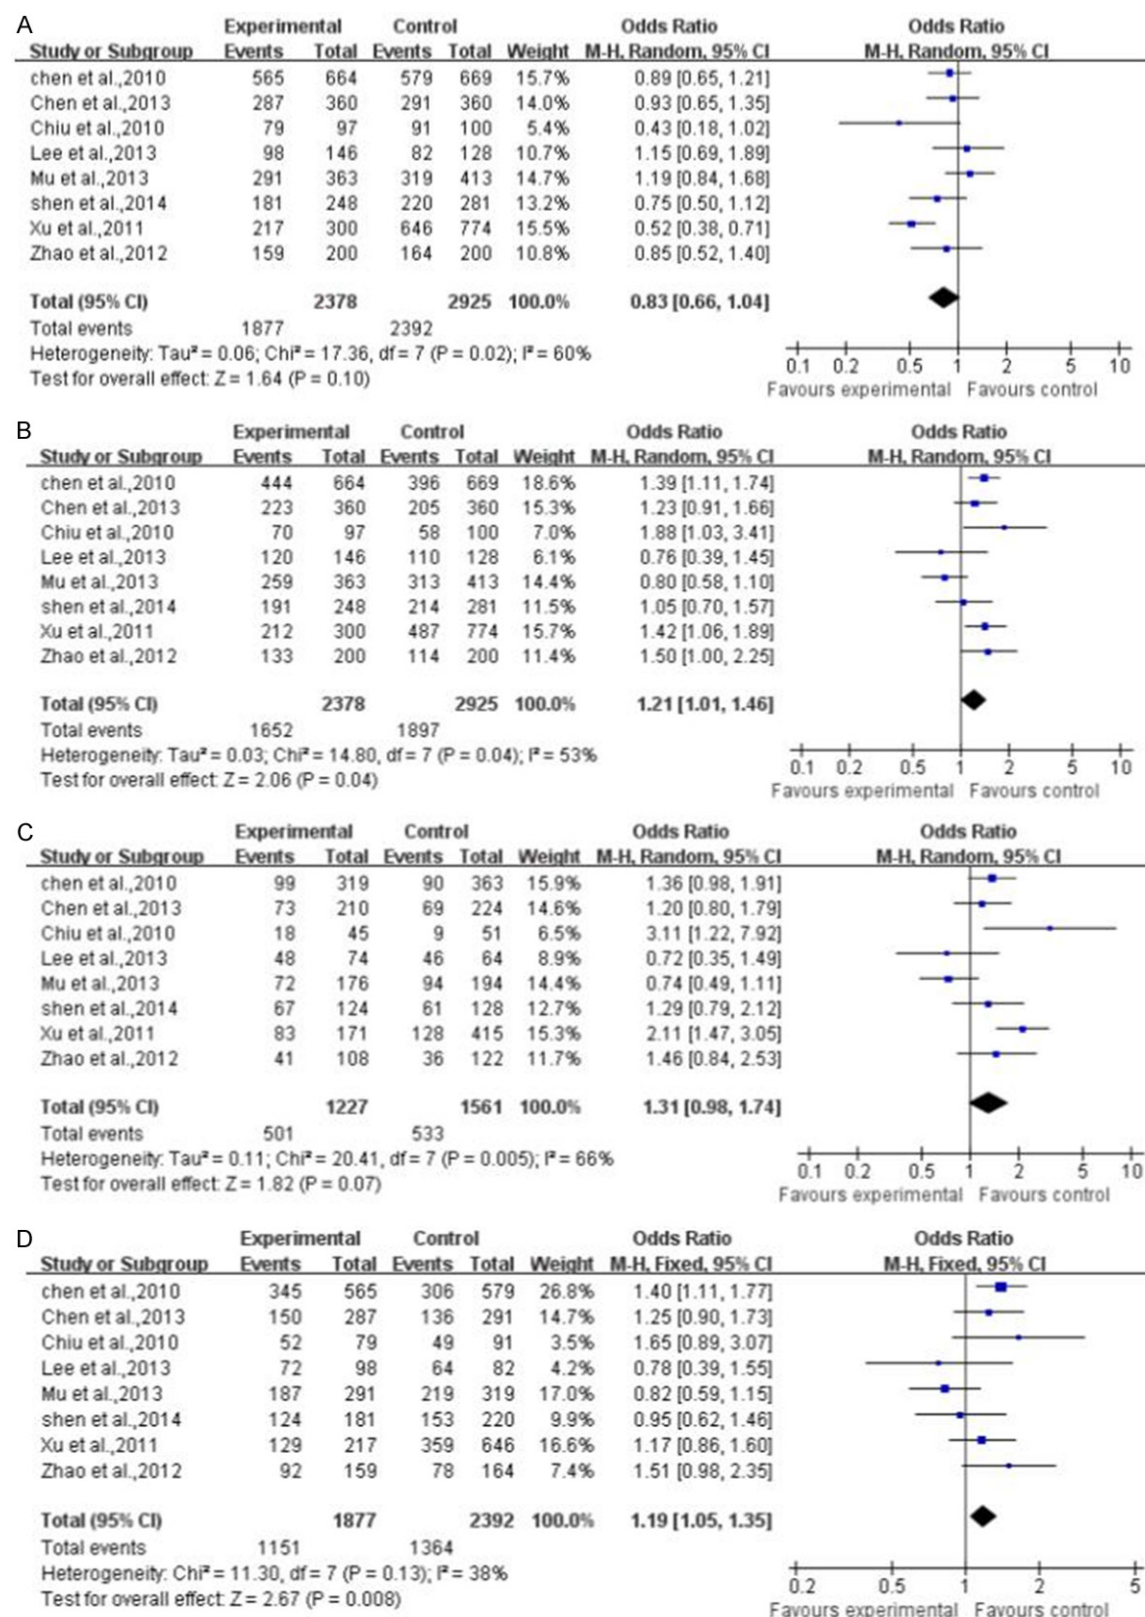 A
Experimental Control Odds Ratio Odds Ratio
Study or Subgroup Events Total Events Total Weight M-H, Random, 95% CI M-H, Random, 95% CI
chen et al.,2010 565 664 579 669 15.7% 0.89 [0.65, 1.21]
Chen et al.,2013 287 360 291 360 14.0% 0.93 [0.65, 1.35]
Chiu et al.,2010 79 97 91 100 5.4% 0.43 [0.18, 1.02]
Lee et al.,2013 98 146 82 128 10.7% 1.15 [0.69, 1.89]
Mu et al.,2013 291 363 319 413 14.7% 1.19 [0.84, 1.68]
shen et al.,2014 181 248 220 281 13.2% 0.75 [0.50, 1.12]
Xu et al.,2011 217 300 646 774 15.5% 0.52 [0.38, 0.71]
Zhao et al.,2012 159 200 164 200 10.8% 0.85 [0.52, 1.40]
Total (95% CI) 2378 2925 100.0% 0.83 [0.66, 1.04]
Total events 1877 2392
Heterogeneity: Tau² = 0.06; Chi² = 17.36, df = 7 (P = 0.02); I² = 60%
Test for overall effect: Z = 1.64 (P = 0.10)
0.1 0.2 0.5 1 2 5 10
Favours experimental Favours control
B
Experimental Control Odds Ratio Odds Ratio
Study or Subgroup Events Total Events Total Weight M-H, Random, 95% CI M-H, Random, 95% CI
chen et al.,2010 444 664 396 669 18.6% 1.39 [1.11, 1.74]
Chen et al.,2013 223 360 205 360 15.3% 1.23 [0.91, 1.66]
Chiu et al.,2010 70 97 58 100 7.0% 1.88 [1.03, 3.41]
Lee et al.,2013 120 146 110 128 6.1% 0.76 [0.39, 1.45]
Mu et al.,2013 259 363 313 413 14.4% 0.80 [0.58, 1.10]
shen et al.,2014 191 248 214 281 11.5% 1.05 [0.70, 1.57]
Xu et al.,2011 212 300 487 774 15.7% 1.42 [1.06, 1.89]
Zhao et al.,2012 133 200 114 200 11.4% 1.50 [1.00, 2.25]
Total (95% CI) 2378 2925 100.0% 1.21 [1.01, 1.46]
Total events 1652 1897
Heterogeneity: Tau² = 0.03; Chi² = 14.80, df = 7 (P = 0.04); I² = 53%
Test for overall effect: Z = 2.06 (P = 0.04)
0.1 0.2 0.5 1 2 5 10
Favours experimental Favours control
C
Experimental Control Odds Ratio Odds Ratio
Study or Subgroup Events Total Events Total Weight M-H, Random, 95% CI M-H, Random, 95% CI
chen et al.,2010 99 319 90 363 15.9% 1.36 [0.98, 1.91]
Chen et al.,2013 73 210 69 224 14.6% 1.20 [0.80, 1.79]
Chiu et al.,2010 18 45 9 51 6.5% 3.11 [1.22, 7.92]
Lee et al.,2013 48 74 46 64 8.9% 0.72 [0.35, 1.49]
Mu et al.,2013 72 176 94 194 14.4% 0.74 [0.49, 1.11]
shen et al.,2014 67 124 61 128 12.7% 1.29 [0.79, 2.12]
Xu et al.,2011 83 171 128 415 15.3% 2.11 [1.47, 3.05]
Zhao et al.,2012 41 108 36 122 11.7% 1.46 [0.84, 2.53]
Total (95% CI) 1227 1561 100.0% 1.31 [0.98, 1.74]
Total events 501 533
Heterogeneity: Tau² = 0.11; Chi² = 20.41, df = 7 (P = 0.005); I² = 66%
Test for overall effect: Z = 1.82 (P = 0.07)
0.1 0.2 0.5 1 2 5 10
Favours experimental Favours control
D
Experimental Control Odds Ratio Odds Ratio
Study or Subgroup Events Total Events Total Weight M-H, Fixed, 95% CI M-H, Fixed, 95% CI
chen et al.,2010 345 565 306 579 26.8% 1.40 [1.11, 1.77]
Chen et al.,2013 150 287 136 291 14.7% 1.25 [0.90, 1.73]
Chiu et al.,2010 52 79 49 91 3.5% 1.65 [0.89, 3.07]
Lee et al.,2013 72 98 64 82 4.2% 0.78 [0.39, 1.55]
Mu et al.,2013 187 291 219 319 17.0% 0.82 [0.59, 1.15]
shen et al.,2014 124 181 153 220 9.9% 0.95 [0.62, 1.46]
Xu et al.,2011 129 217 359 646 16.6% 1.17 [0.86, 1.60]
Zhao et al.,2012 92 159 78 164 7.4% 1.51 [0.98, 2.35]
Total (95% CI) 1877 2392 100.0% 1.19 [1.05, 1.35]
Total events 1151 1364
Heterogeneity: Chi² = 11.30, df = 7 (P = 0.13); I² = 38%
Test for overall effect: Z = 2.67 (P = 0.008)
0.2 0.5 1 2 5
Favours experimental Favours control